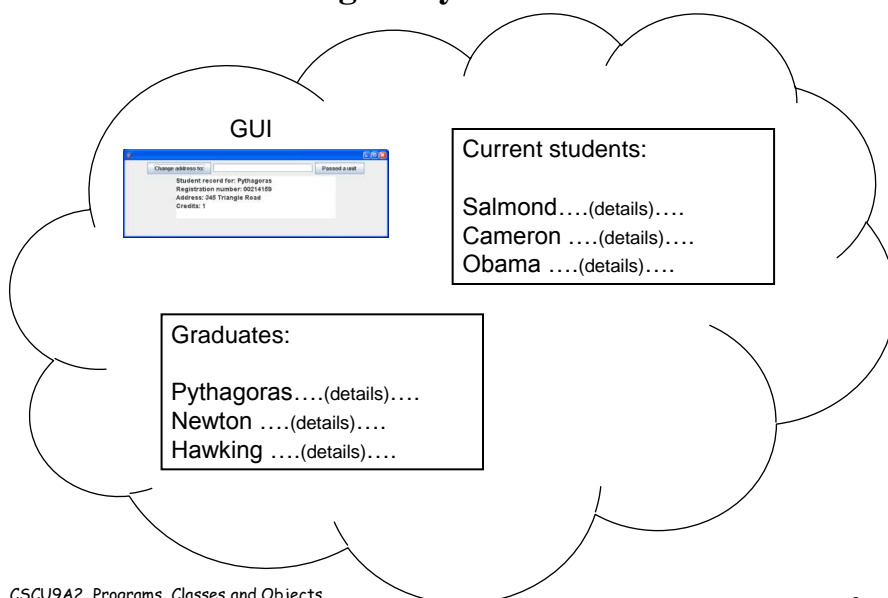 GUI
Change address to:
Passed a unit
Student record for: Pythagoras
Registration number: 00214159
Address: 345 Triangle Road
Credits: 1
Current students:
Salmond….(details)….
Cameron ….(details)….
Obama ….(details)….
Graduates:
Pythagoras….(details)….
Newton ….(details)….
Hawking ….(details)….
CSCU9A2 Programs, Classes and Objects